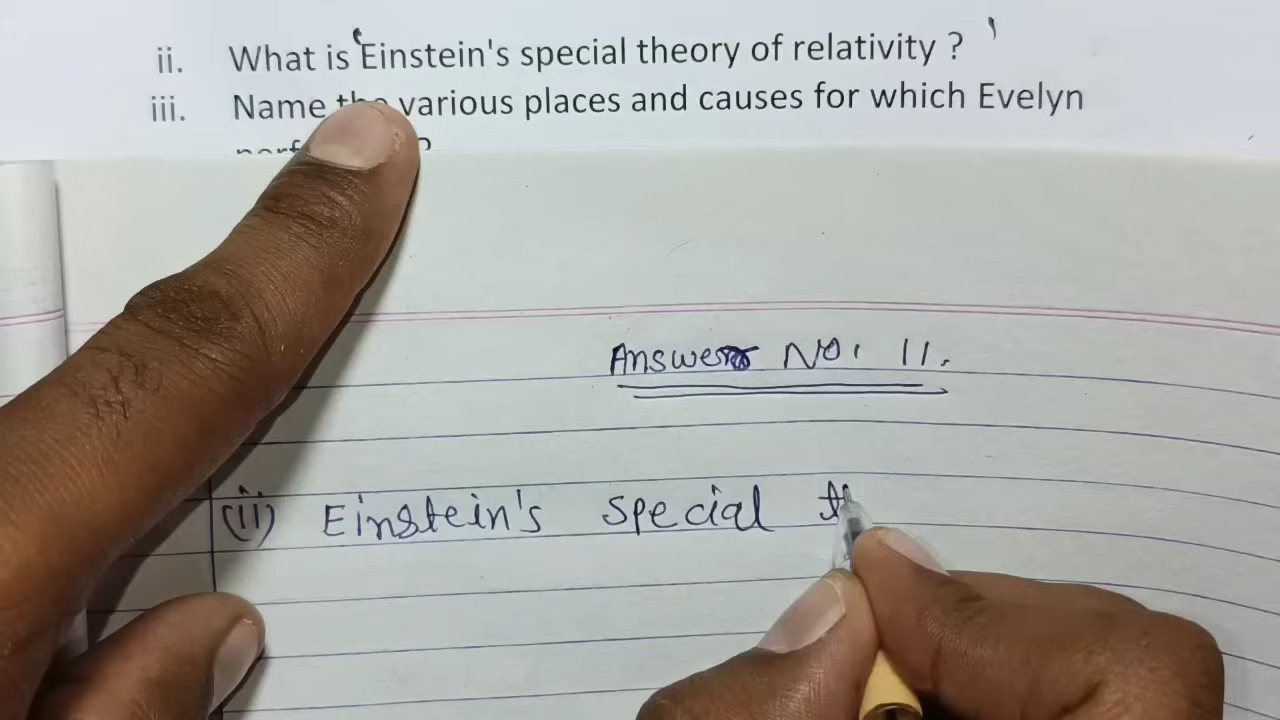 ii. What is 'Einstein's special theory of relativity ? '
iii. Name the various places and causes for which Evelyn
Answer No. 11.
(ii) Einstein's special